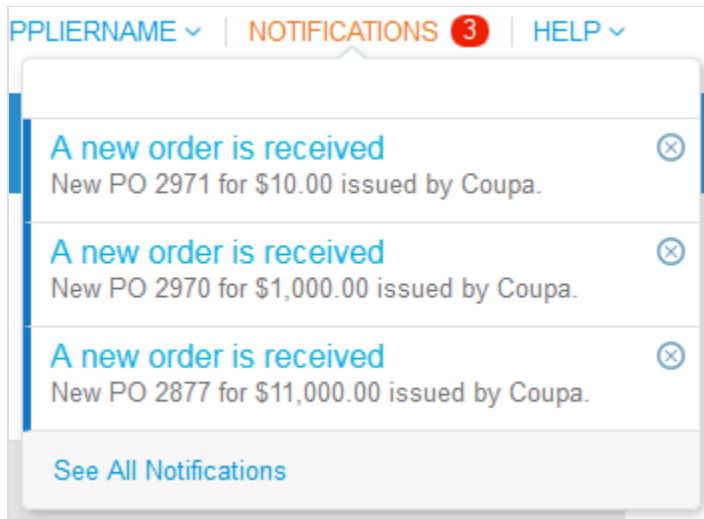 PPLIERNAME NOTIFICATIONS 3 HELP
A new order is received
New PO 2971 for $10.00 issued by Coupa.
A new order is received
New PO 2970 for $1,000.00 issued by Coupa.
A new order is received
New PO 2877 for $11,000.00 issued by Coupa.
See All Notifications